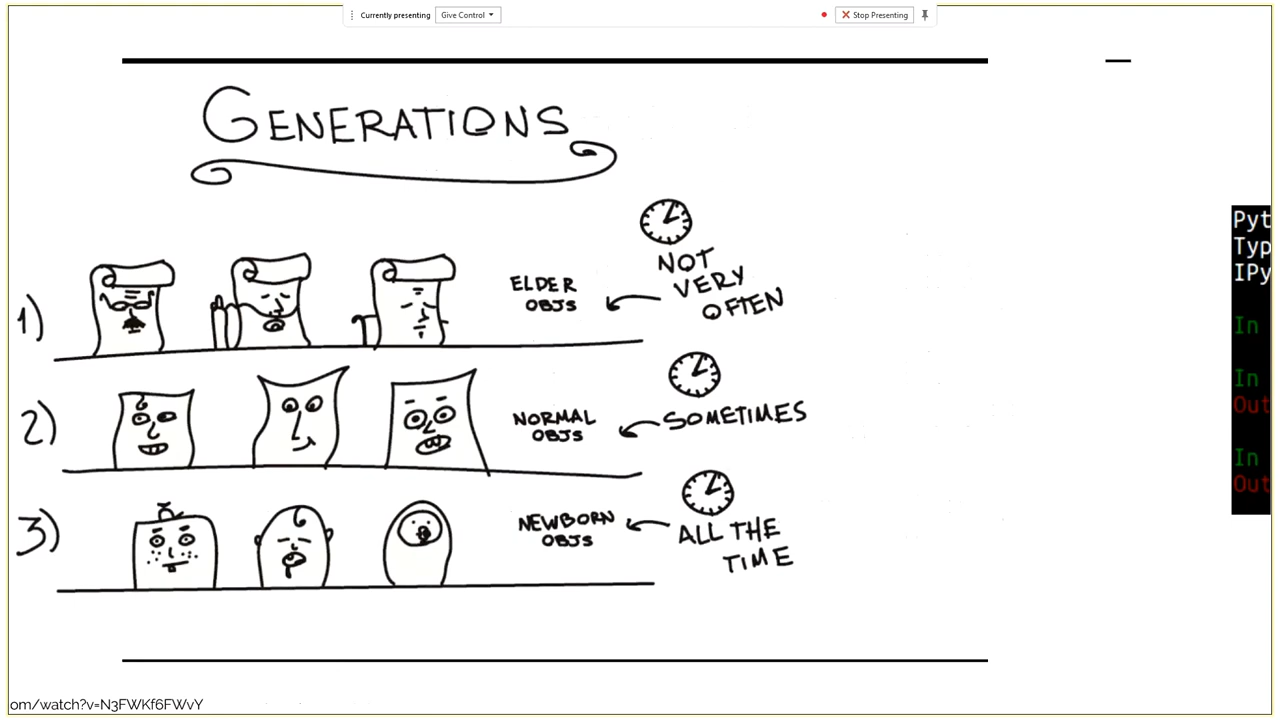 Currently presenting
Give Control
Stop Presenting
GENERATIONS
1)
ELDER
OBJS
NOT
VERY
OFTEN
2)
NORMAL
OBJS
SOMETIMES
3)
NEWBORN
OBJS
ALL THE
TIME
Pyt
Typ
IPy
In
In
Out
In
Out
om/watch?v=N3FWKf6FWvY